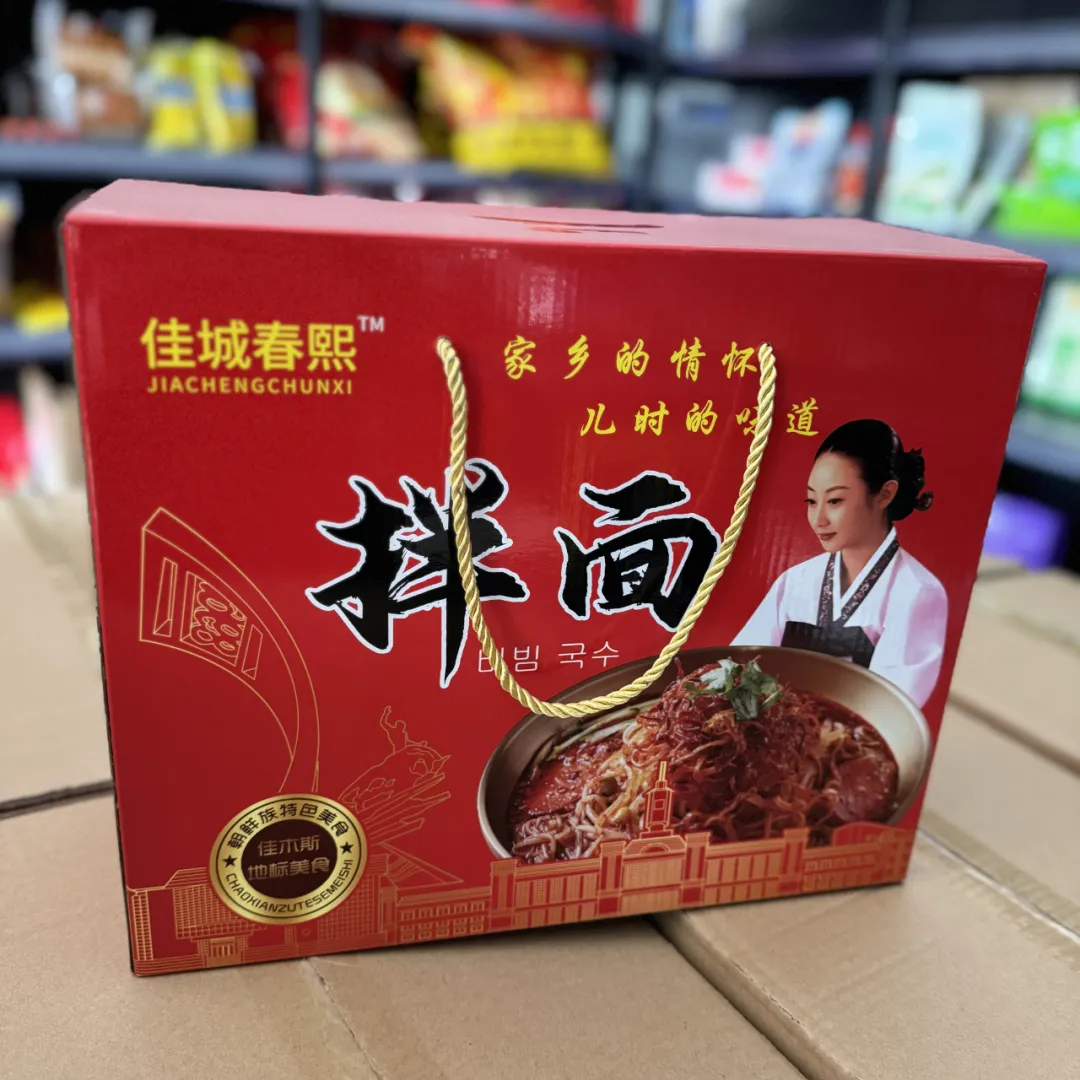 佳城春熙™
JIACHENGCHUNXI
家乡的情怀
儿时的味道
拌面
비빔 국수
朝鲜族特色美食
佳木斯
地标美食
CHAOXIANZUTESEMEISHI